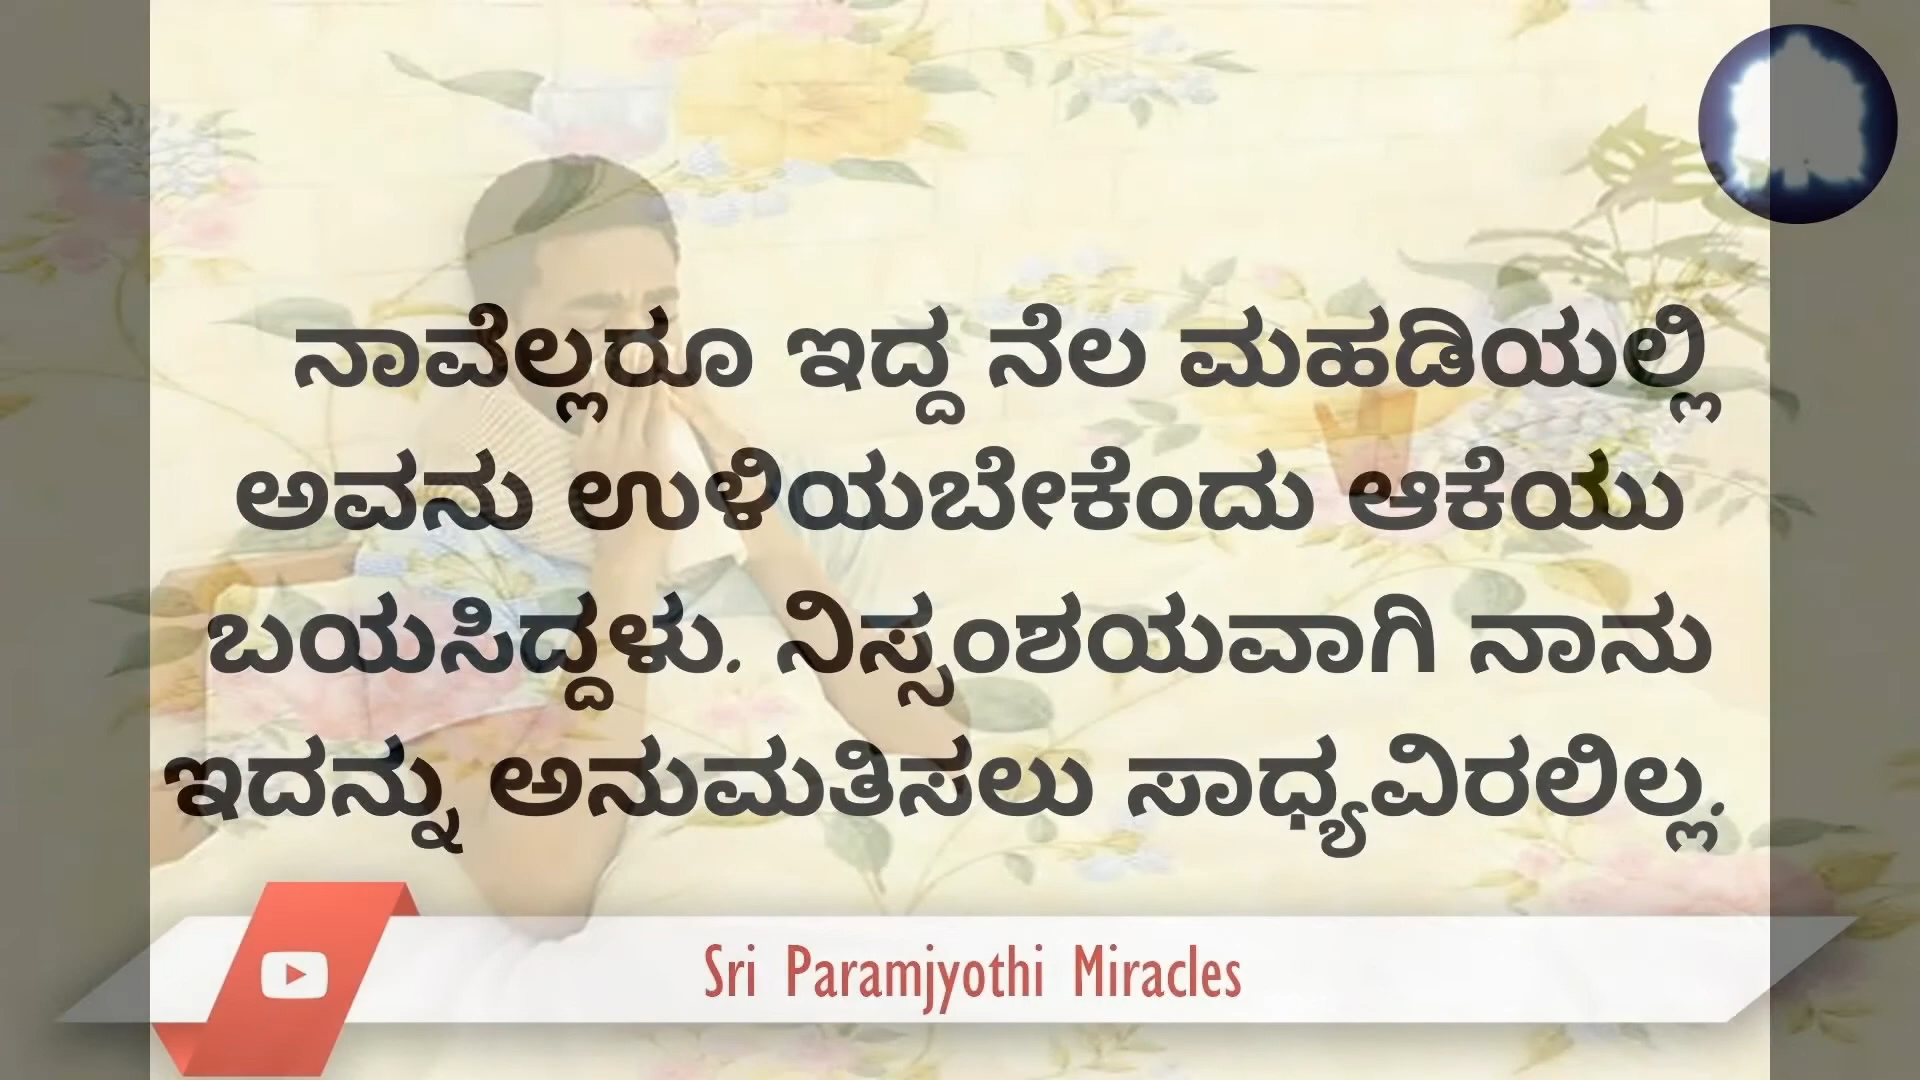 ನಾವೆಲ್ಲರೂ ಇದ್ದ ನೆಲ ಮಹಡಿಯಲ್ಲಿ
ಅವನು ಉಳಿಯಬೇಕೆಂದು ಆಕೆಯು
ಬಯಸಿದ್ದಳು. ನಿಸ್ಸಂಶಯವಾಗಿ ನಾನು
ಇದನ್ನು ಅನುಮತಿಸಲು ಸಾಧ್ಯವಿರಲಿಲ್ಲ.
Sri Paramjyothi Miracles